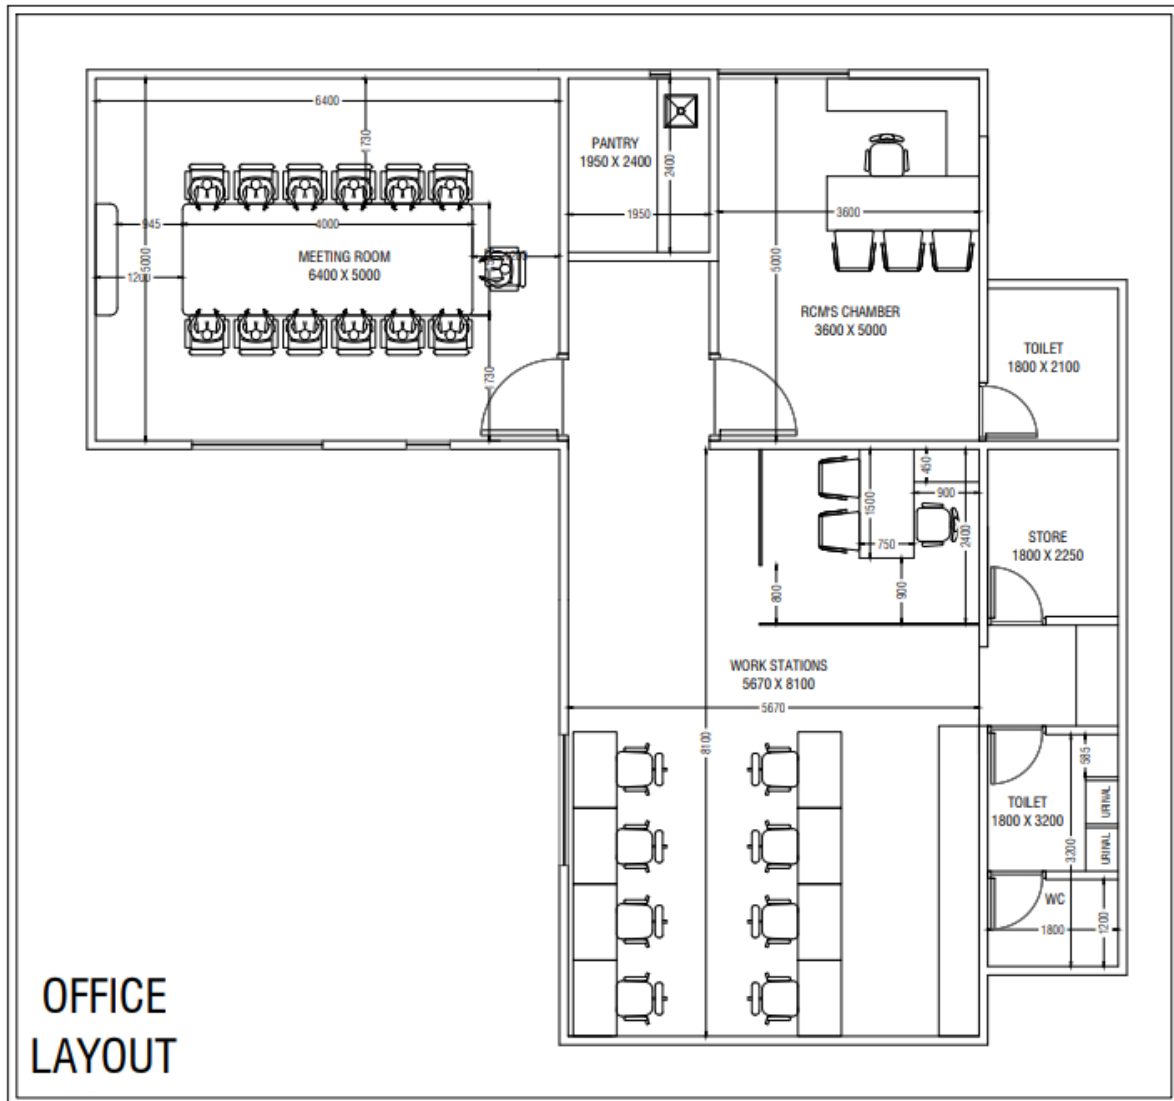 6400
1730
945
4000
1200
5000
MEETING ROOM
6400 X 5000
1730
PANTRY
1950 X 2400
2400
1950
3600
5000
RCM'S CHAMBER
3600 X 5000
TOILET
1800 X 2100
450
900
1500
750
2400
800
900
STORE
1800 X 2250
WORK STATIONS
5670 X 8100
5670
8100
585
TOILET
1800 X 3200
URINAL
URINAL
3200
WC
1800
1200
OFFICE
LAYOUT